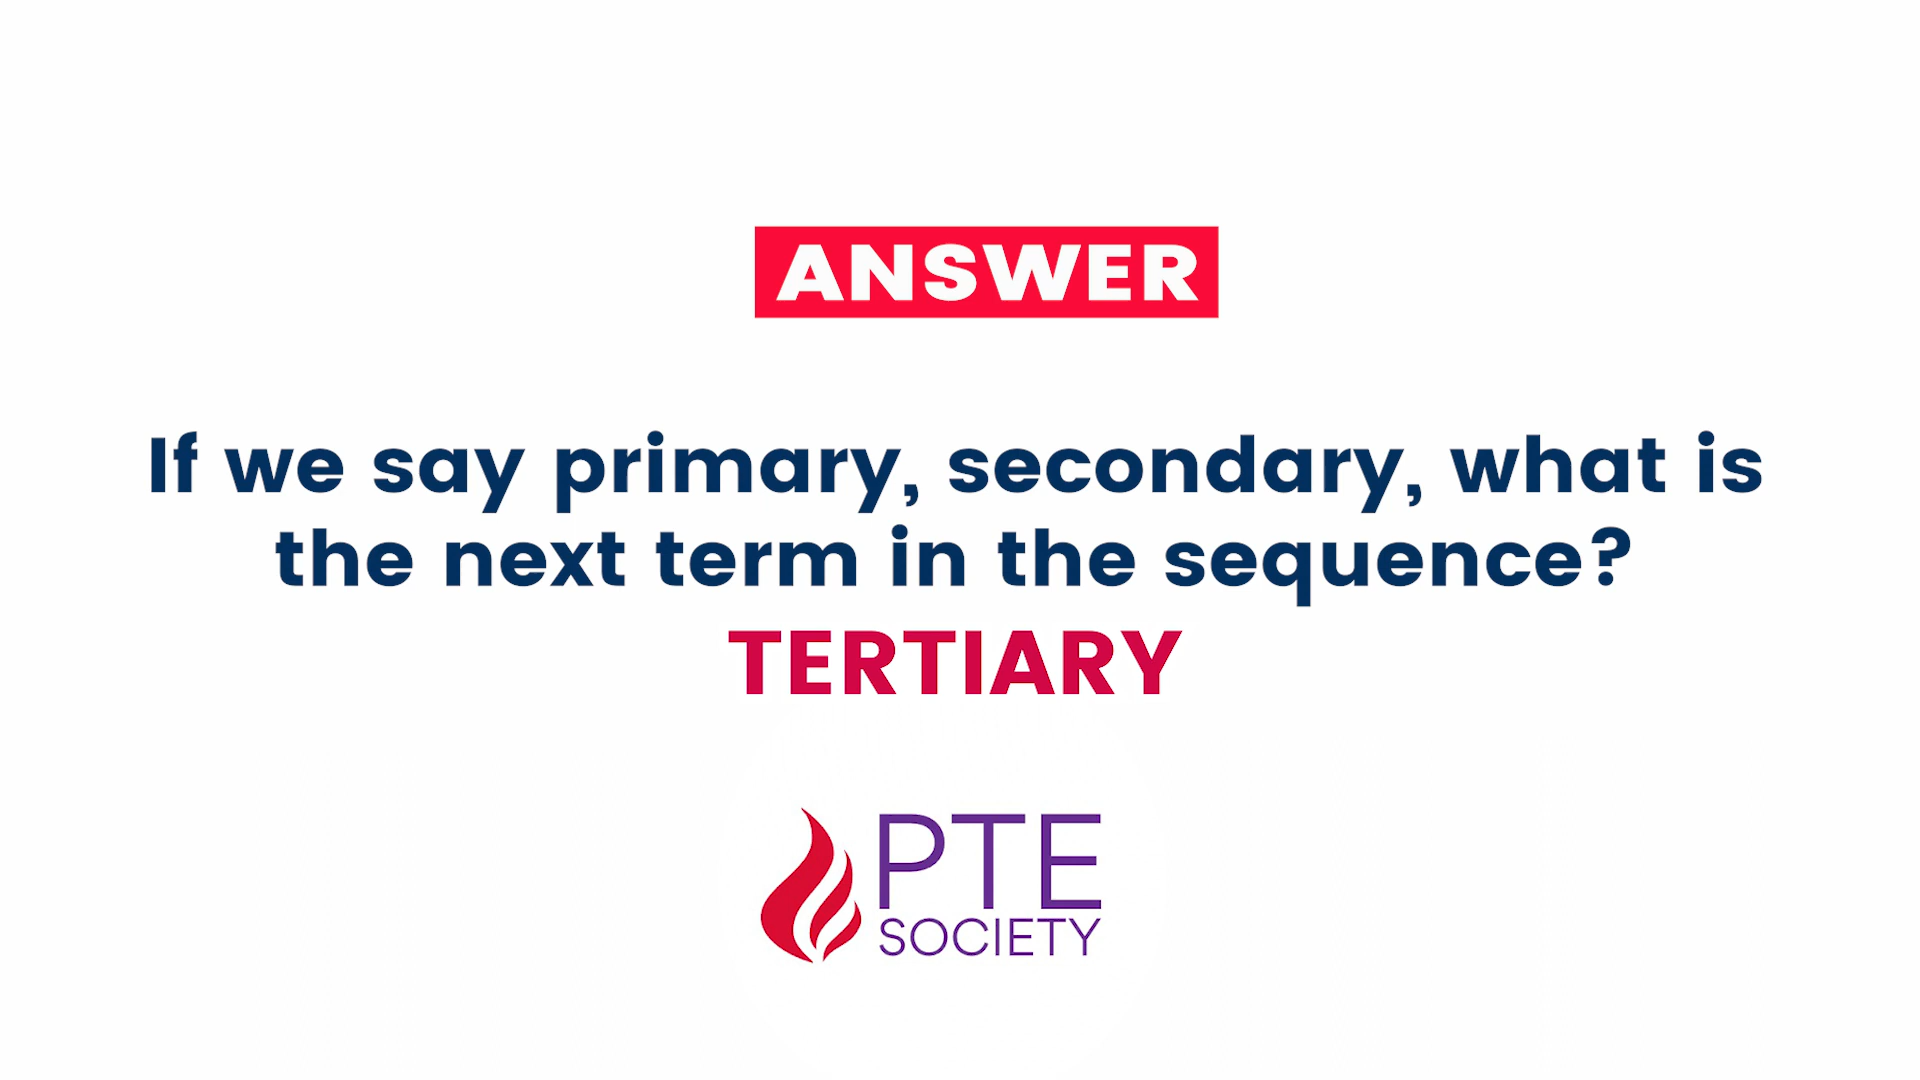 ANSWER
If we say primary, secondary, what is
the next term in the sequence?
TERTIARY
PTE
SOCIETY